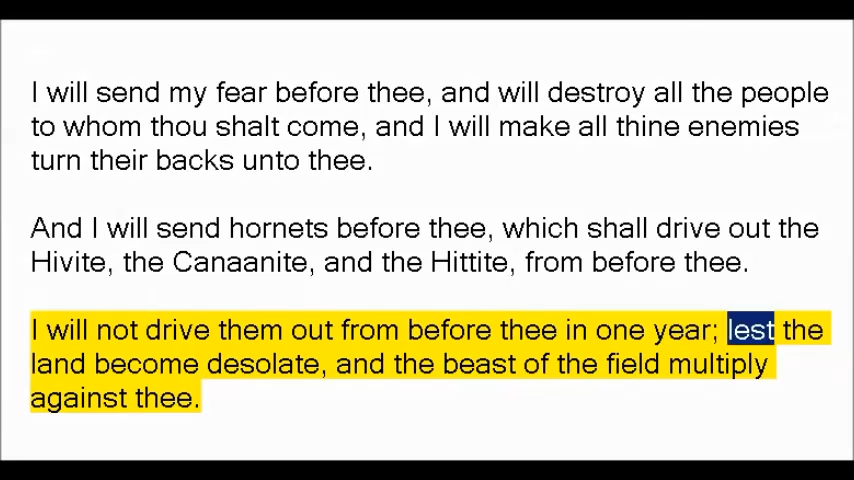 I will send my fear before thee, and will destroy all the people
to whom thou shalt come, and I will make all thine enemies
turn their backs unto thee.
And I will send hornets before thee, which shall drive out the
Hivite, the Canaanite, and the Hittite, from before thee.
I will not drive them out from before thee in one year; lest the
land become desolate, and the beast of the field multiply
against thee.